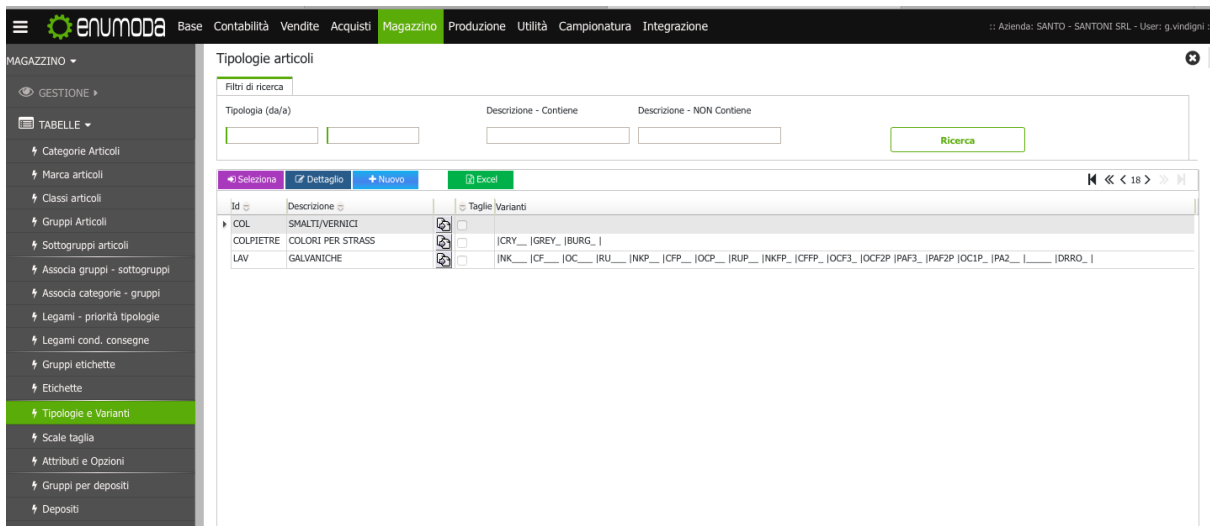 enumoda Base Contabilità Vendite Acquisti Magazzino Produzione Utilità Campionatura Integrazione :: Azienda: SANTO - SANTONI SRL - User: g.vindigni :
MAGAZZINO
GESTIONE
TABELLE
Categorie Articoli
Marca articoli
Classi articoli
Gruppi Articoli
Sottogruppi articoli
Associa gruppi - sottogruppi
Associa categorie - gruppi
Legami - priorità tipologie
Legami cond. consegne
Gruppi etichette
Etichette
Tipologie e Varianti
Scale taglia
Attributi e Opzioni
Gruppi per depositi
Depositi
Tipologie articoli
Filtri di ricerca
Tipologia (da/a) Descrizione - Contiene Descrizione - NON Contiene
Ricerca
Seleziona Dettaglio Nuovo Excel 18
Id Descrizione Taglie Varianti
COL SMALTI/VERNICI
COLPIETRE COLORI PER STRASS |CRY__ |GREY_ |BURG_ |
LAV GALVANICHE |NK___ |CF___ |OC___ |RU___ |NKP__ |CFP__ |OCP__ |RUP__ |NKFP_ |CFFP_ |OCF3_ |OCF2P |PAF3_ |PAF2P |OC1P_ |PA2__ |_____ |DRRO_ |